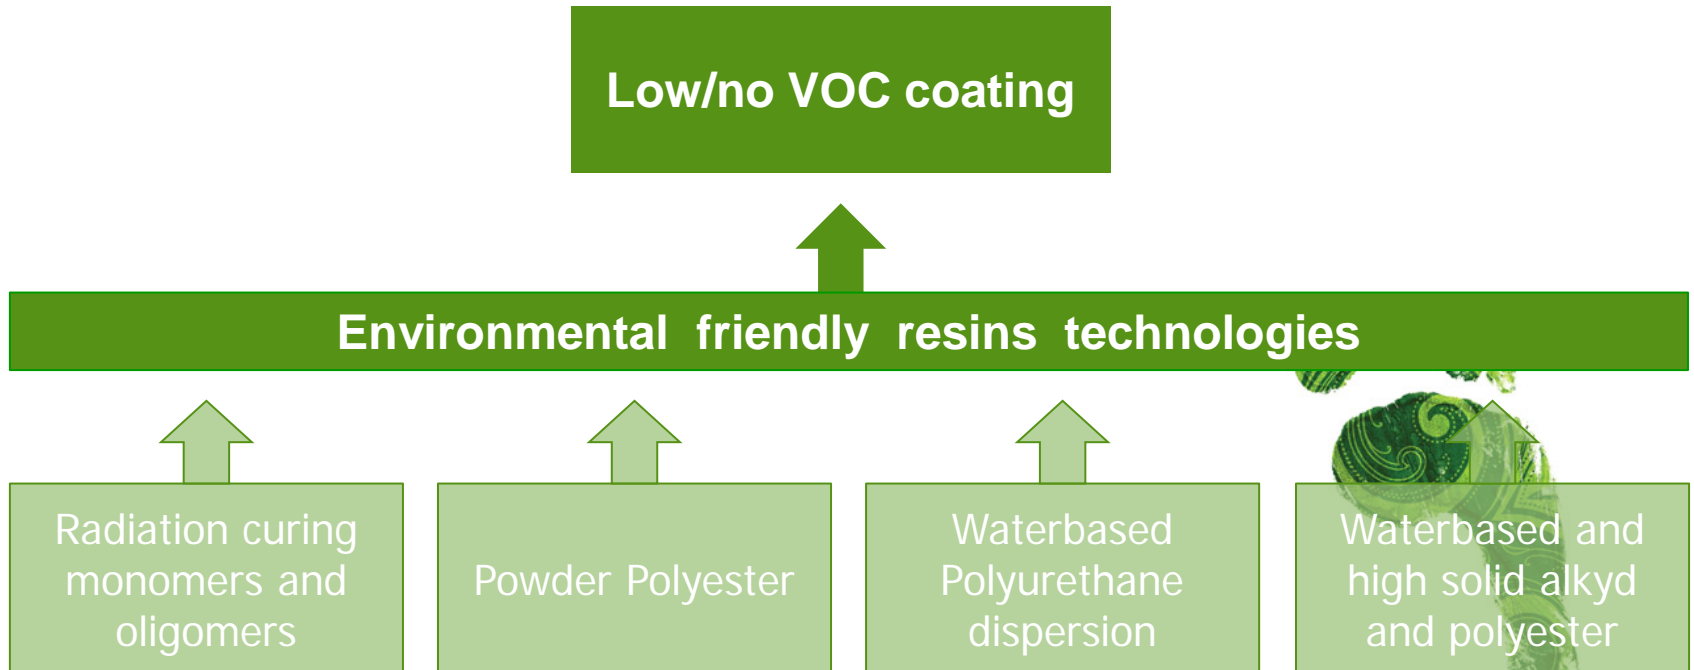 Low/no VOC coating
Environmental friendly resins technologies
Radiation curing
monomers and
oligomers
Powder Polyester
Waterbased
Polyurethane
dispersion
Waterbased and
high solid alkyd
and polyester